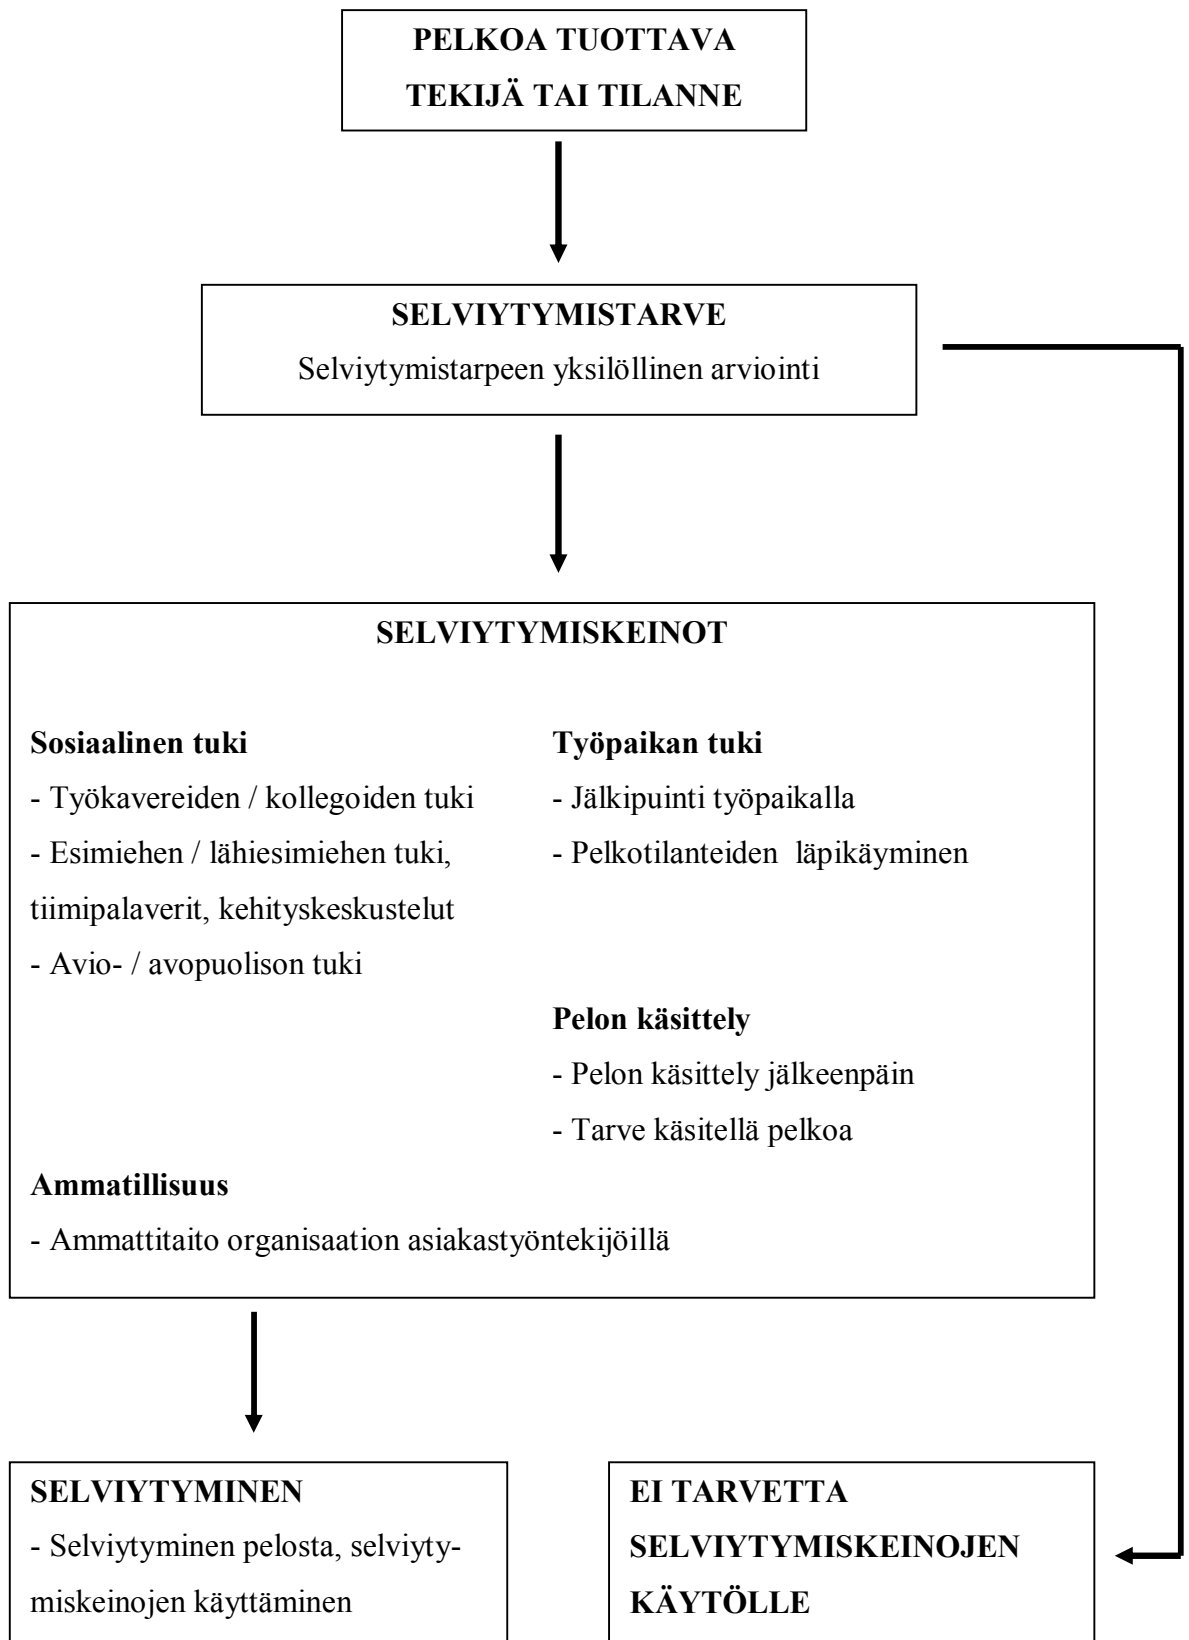 PELKOA TUOTTAVA
TEKIJÄ TAI TILANNE
SELVIYTYMISTARVE
Selviytymistarpeen yksilöllinen arviointi
SELVIYTYMISKEINOT
Sosiaalinen tuki
- Työkavereiden / kollegoiden tuki
- Esimiehen / lähiesimiehen tuki,
tiimipalaverit, kehityskeskustelut
- Avio- / avopuolison tuki
Työpaikan tuki
- Jälkipuinti työpaikalla
- Pelkotilanteiden läpikäyminen
Pelon käsittely
- Pelon käsittely jälkeenpäin
- Tarve käsitellä pelkoa
Ammatillisuus
- Ammattitaito organisaation asiakastyöntekijöillä
SELVIYTYMINEN
- Selviytyminen pelosta, selviyty-
miskeinojen käyttäminen
EI TARVETTA
SELVIYTYMISKEINOJEN
KÄYTÖLLE